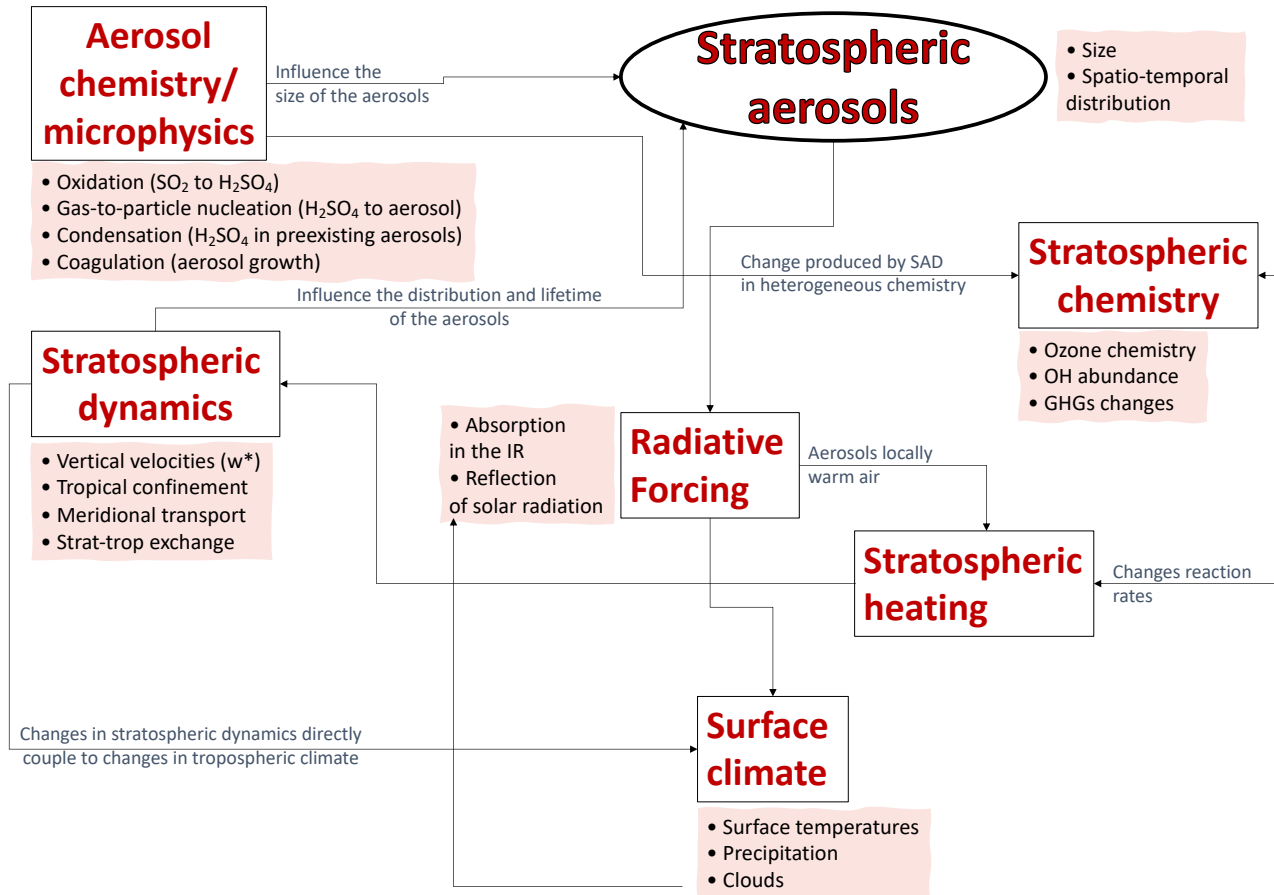 Aerosol
chemistry/
microphysics
Influence the
size of the aerosols
Stratospheric
aerosols
• Size
• Spatio-temporal
distribution
• Oxidation (SO₂ to H₂SO₄)
• Gas-to-particle nucleation (H₂SO₄ to aerosol)
• Condensation (H₂SO₄ in preexisting aerosols)
• Coagulation (aerosol growth)
Change produced by SAD
in heterogeneous chemistry
Stratospheric
chemistry
• Ozone chemistry
• OH abundance
• GHGs changes
Influence the distribution and lifetime
of the aerosols
Stratospheric
dynamics
• Vertical velocities (w*)
• Tropical confinement
• Meridional transport
• Strat-trop exchange
• Absorption
in the IR
• Reflection
of solar radiation
Radiative
Forcing
Aerosols locally
warm air
Stratospheric
heating
Changes reaction
rates
Changes in stratospheric dynamics directly
couple to changes in tropospheric climate
Surface
climate
• Surface temperatures
• Precipitation
• Clouds